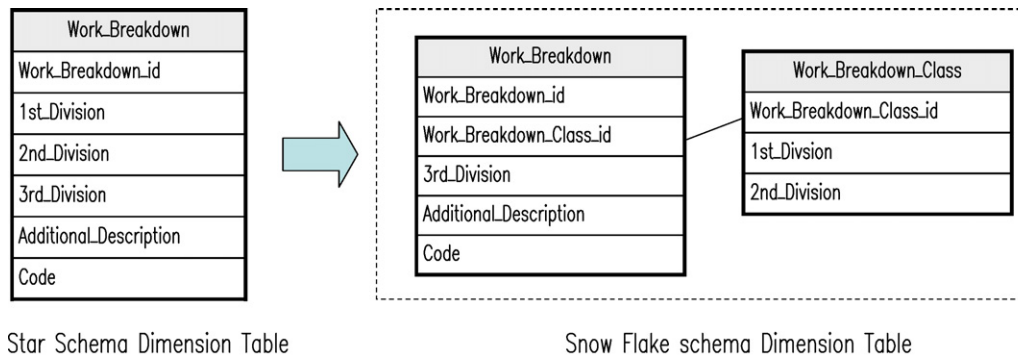 Work_Breakdown
Work_Breakdown_id
1st_Division
2nd_Division
3rd_Division
Additional_Description
Code
Work_Breakdown
Work_Breakdown_id
Work_Breakdown_Class_id
3rd_Division
Additional_Description
Code
Work_Breakdown_Class
Work_Breakdown_Class_id
1st_Divsion
2nd_Division
Star Schema Dimension Table
Snow Flake schema Dimension Table